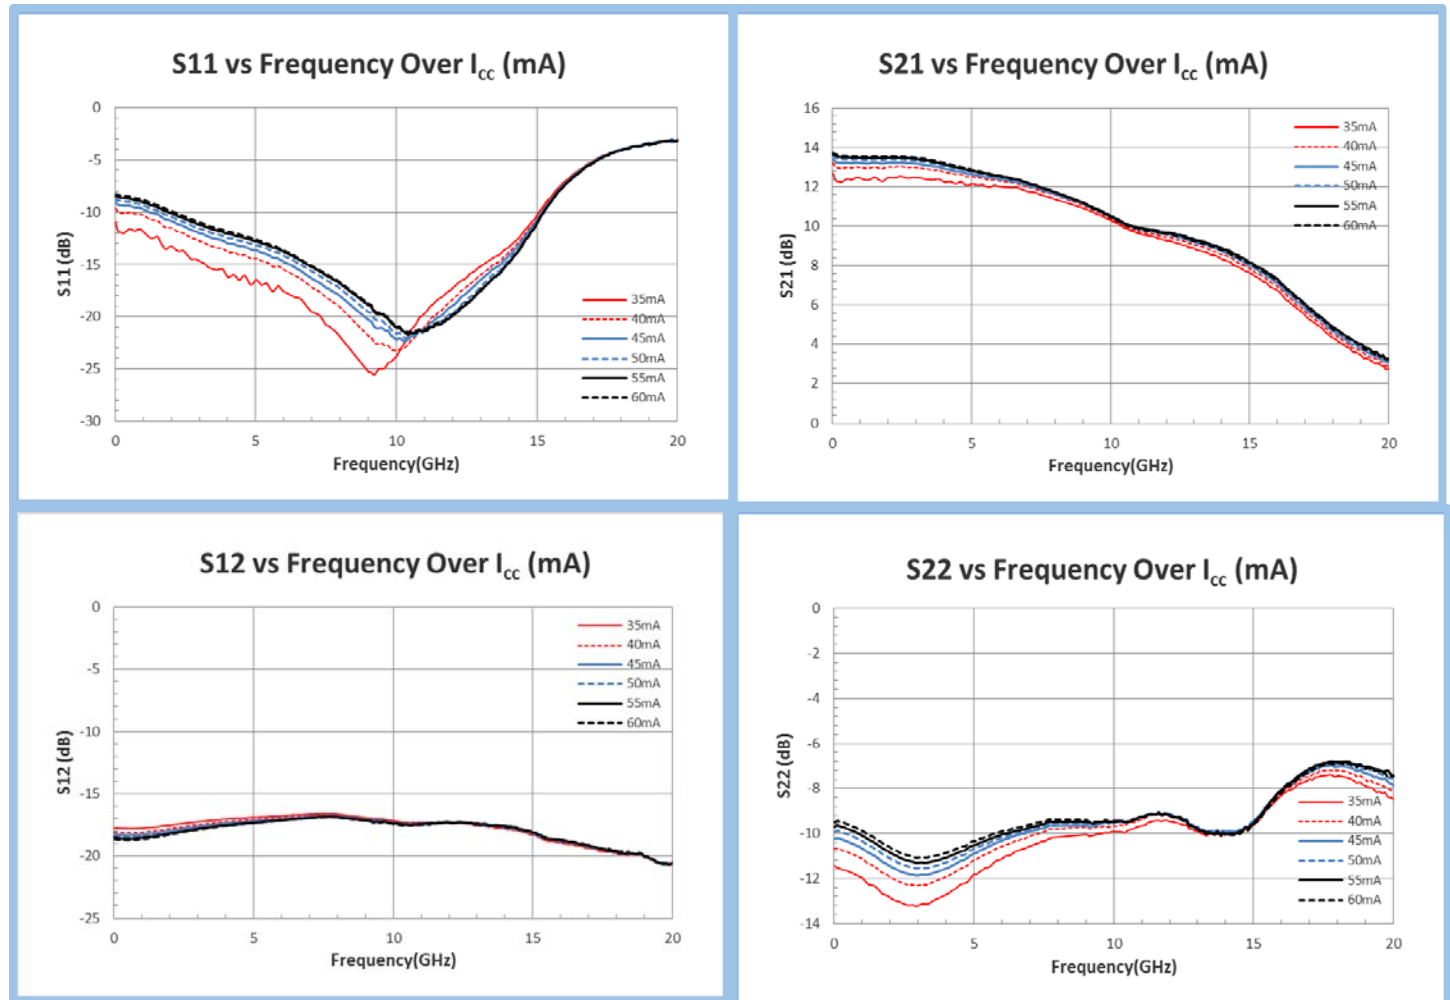 S11 vs Frequency Over Icc (mA)
0
-5
-10
-15
-20
-25
-30
S11 (dB)
35mA
40mA
45mA
50mA
55mA
60mA
0 5 10 15 20
Frequency(GHz)
S21 vs Frequency Over Icc (mA)
16
14
12
10
8
6
4
2
0
S21 (dB)
35mA
40mA
45mA
50mA
55mA
60mA
0 5 10 15 20
Frequency(GHz)
S12 vs Frequency Over Icc (mA)
0
-5
-10
-15
-20
-25
S12 (dB)
35mA
40mA
45mA
50mA
55mA
60mA
0 5 10 15 20
Frequency(GHz)
S22 vs Frequency Over Icc (mA)
0
-2
-4
-6
-8
-10
-12
-14
S22 (dB)
35mA
40mA
45mA
50mA
55mA
60mA
0 5 10 15 20
Frequency(GHz)